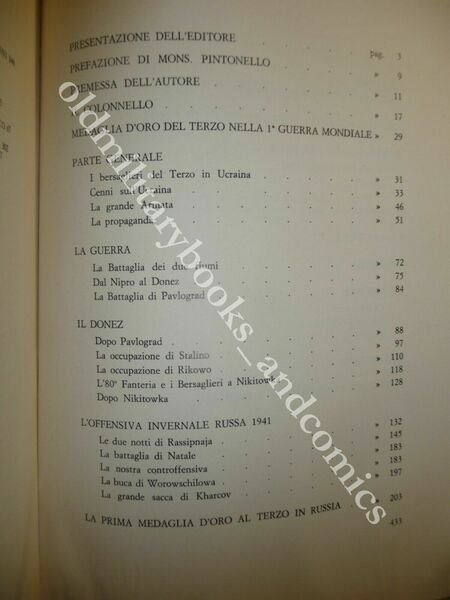 PRESENTAZIONE DELL'EDITORE pag. 3
PREFAZIONE DI MONS. PINTONELLO » 9
PREMESSA DELL'AUTORE » 11
COLONNELLO » 17
MEDAGLIA D'ORO DEL TERZO NELLA 1ª GUERRA MONDIALE » 29
PARTE GENERALE
I bersaglieri del Terzo in Ucraina » 31
Cenni sull'Ucraina » 33
La grande Armata » 46
La propaganda » 51
LA GUERRA
La Battaglia dei due fiumi » 72
Dal Nipro al Donez » 75
La Battaglia di Pavlograd » 84
IL DONEZ
Dopo Pavlograd » 88
La occupazione di Stalino » 97
La occupazione di Rikowo » 110
L'80º Fanteria e i Bersaglieri a Nikitowka » 118
Dopo Nikitowka » 128
L'OFFENSIVA INVERNALE RUSSA 1941 » 132
Le due notti di Rassipnaja » 145
La battaglia di Natale » 183
La nostra controffensiva » 183
La buca di Worowschilowa » 197
La grande sacca di Kharcov » 203
LA PRIMA MEDAGLIA D'ORO AL TERZO IN RUSSIA » 433
oldmilitarybooks_andcomics